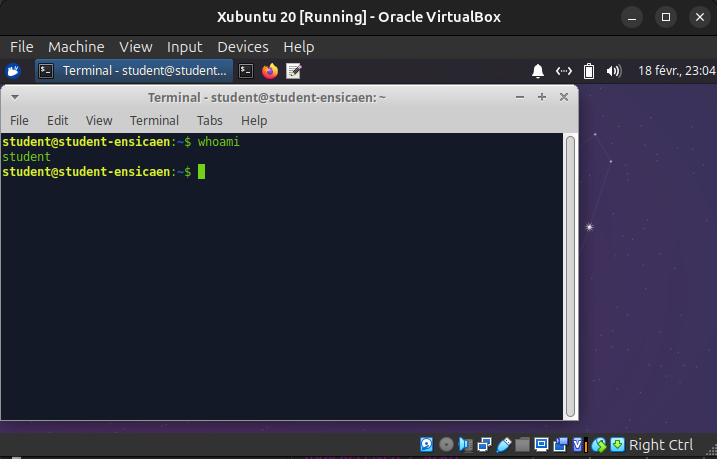 Xubuntu 20 [Running] - Oracle VirtualBox
File Machine View Input Devices Help
Terminal - student@student... 18 févr., 23:04
Terminal - student@student-ensicaen: ~
File Edit View Terminal Tabs Help
student@student-ensicaen:~$ whoami
student
student@student-ensicaen:~$
Right Ctrl